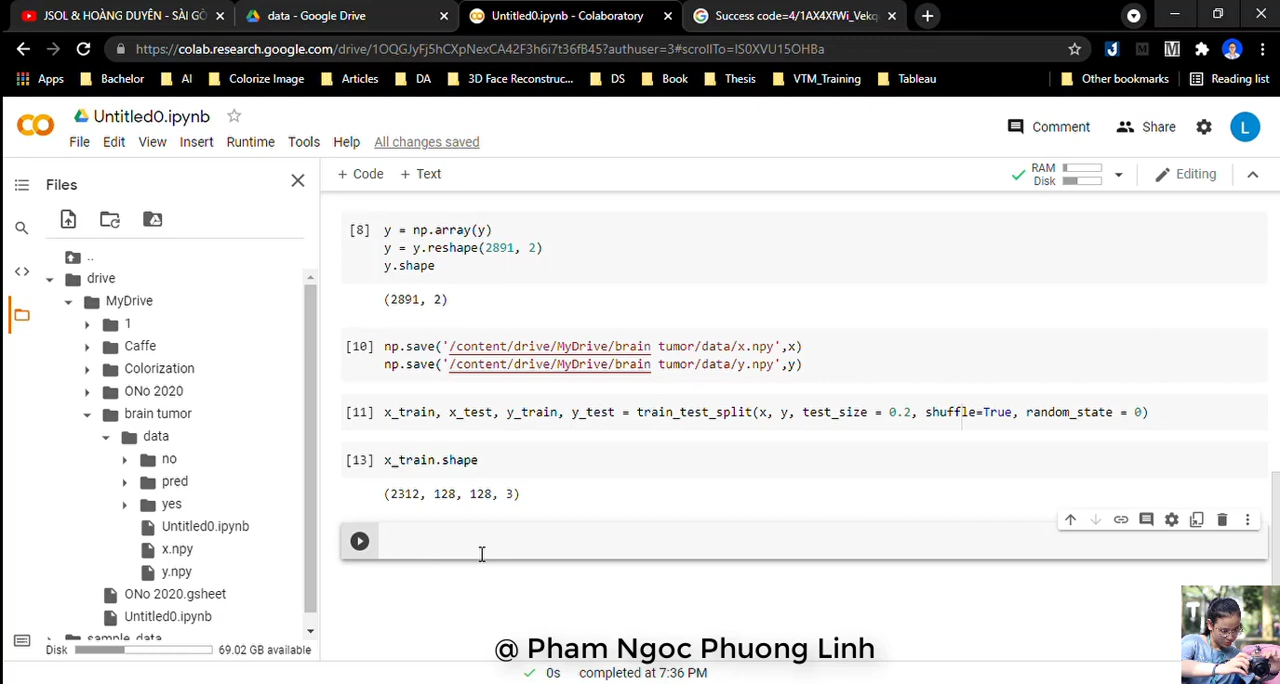 JSOL & HOÀNG DUYÊN - SÀI GÒ
data - Google Drive
Untitled0.ipynb - Colaboratory
Success code=4/1AX4XfWi_Vekq
https://colab.research.google.com/drive/1OQGJyFj5hCXpNexCA42F3h6i7t36fB45?authuser=3#scrollTo=IS0XVU15OHBa
Apps Bachelor AI Colorize Image Articles DA 3D Face Reconstruc... DS Book Thesis VTM_Training Tableau Other bookmarks Reading list
CO Untitled0.ipynb
Comment Share L
File Edit View Insert Runtime Tools Help All changes saved
Files
+ Code + Text
RAM
Disk
Editing
..
drive
MyDrive
1
Caffe
Colorization
ONo 2020
brain tumor
data
no
pred
yes
Untitled0.ipynb
x.npy
y.npy
ONo 2020.gsheet
Untitled0.ipynb
sample_data
Disk 69.02 GB available
[8] y = np.array(y)
y = y.reshape(2891, 2)
y.shape
(2891, 2)
[10] np.save('/content/drive/MyDrive/brain tumor/data/x.npy',x)
np.save('/content/drive/MyDrive/brain tumor/data/y.npy',y)
[11] x_train, x_test, y_train, y_test = train_test_split(x, y, test_size = 0.2, shuffle=True, random_state = 0)
[13] x_train.shape
(2312, 128, 128, 3)
@ Pham Ngoc Phuong Linh
0s completed at 7:36 PM